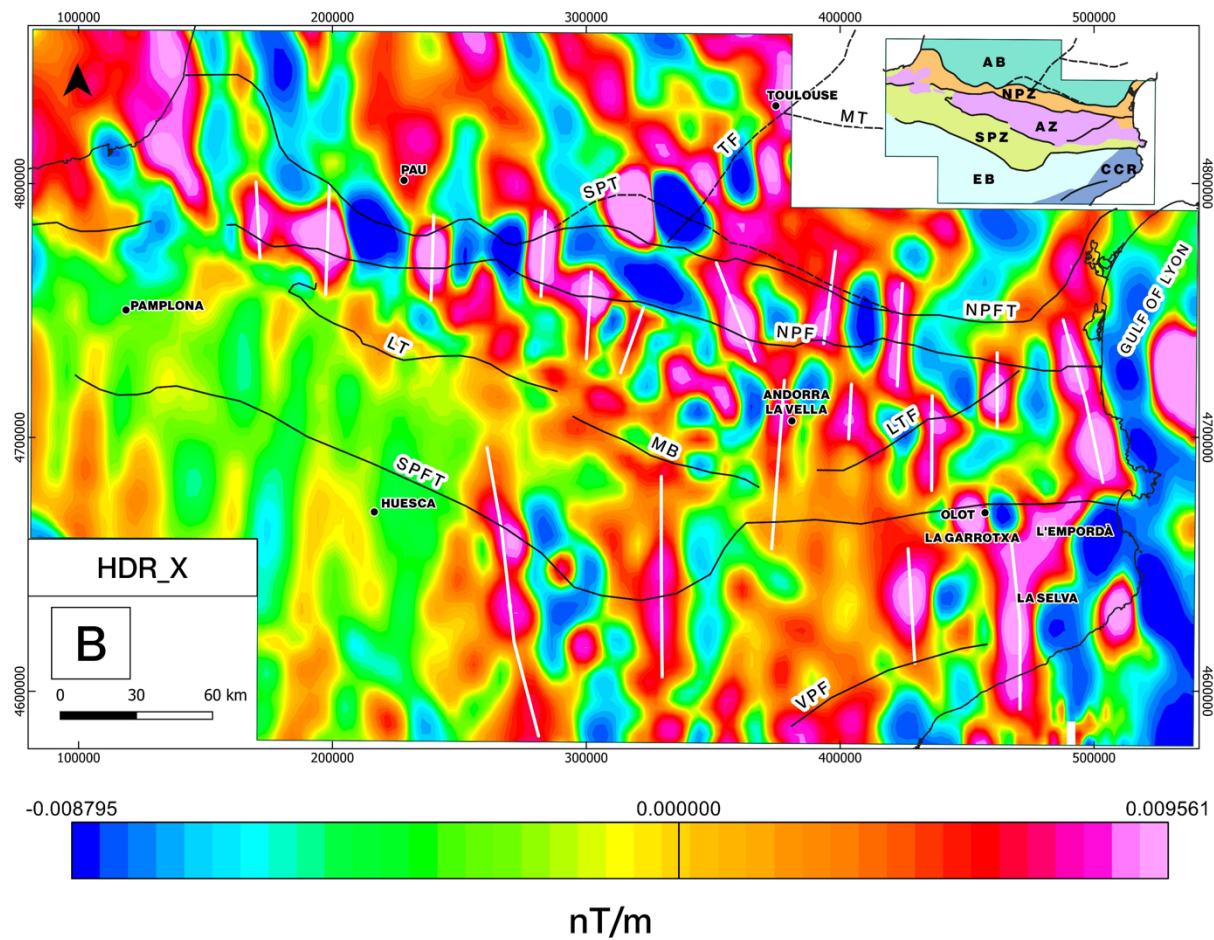 100000 200000 300000 400000 500000
AB
NPZ
AZ
SPZ
EB
CCR
TOULOUSE
MT
TF
SPT
PAU
4800000 4800000
GULF OF LYON
PAMPLONA
NPFT
NPF
LT
ANDORRA
LA VELLA
LTF
4700000 4700000
MB
SPFT
HUESCA
OLOT
LA GARROTXA
L'EMPORDÀ
HDR_X
LA SELVA
B
4600000 4600000
0 30 60 km
VPF
100000 200000 300000 400000 500000
-0.008795 0.000000 0.009561
nT/m